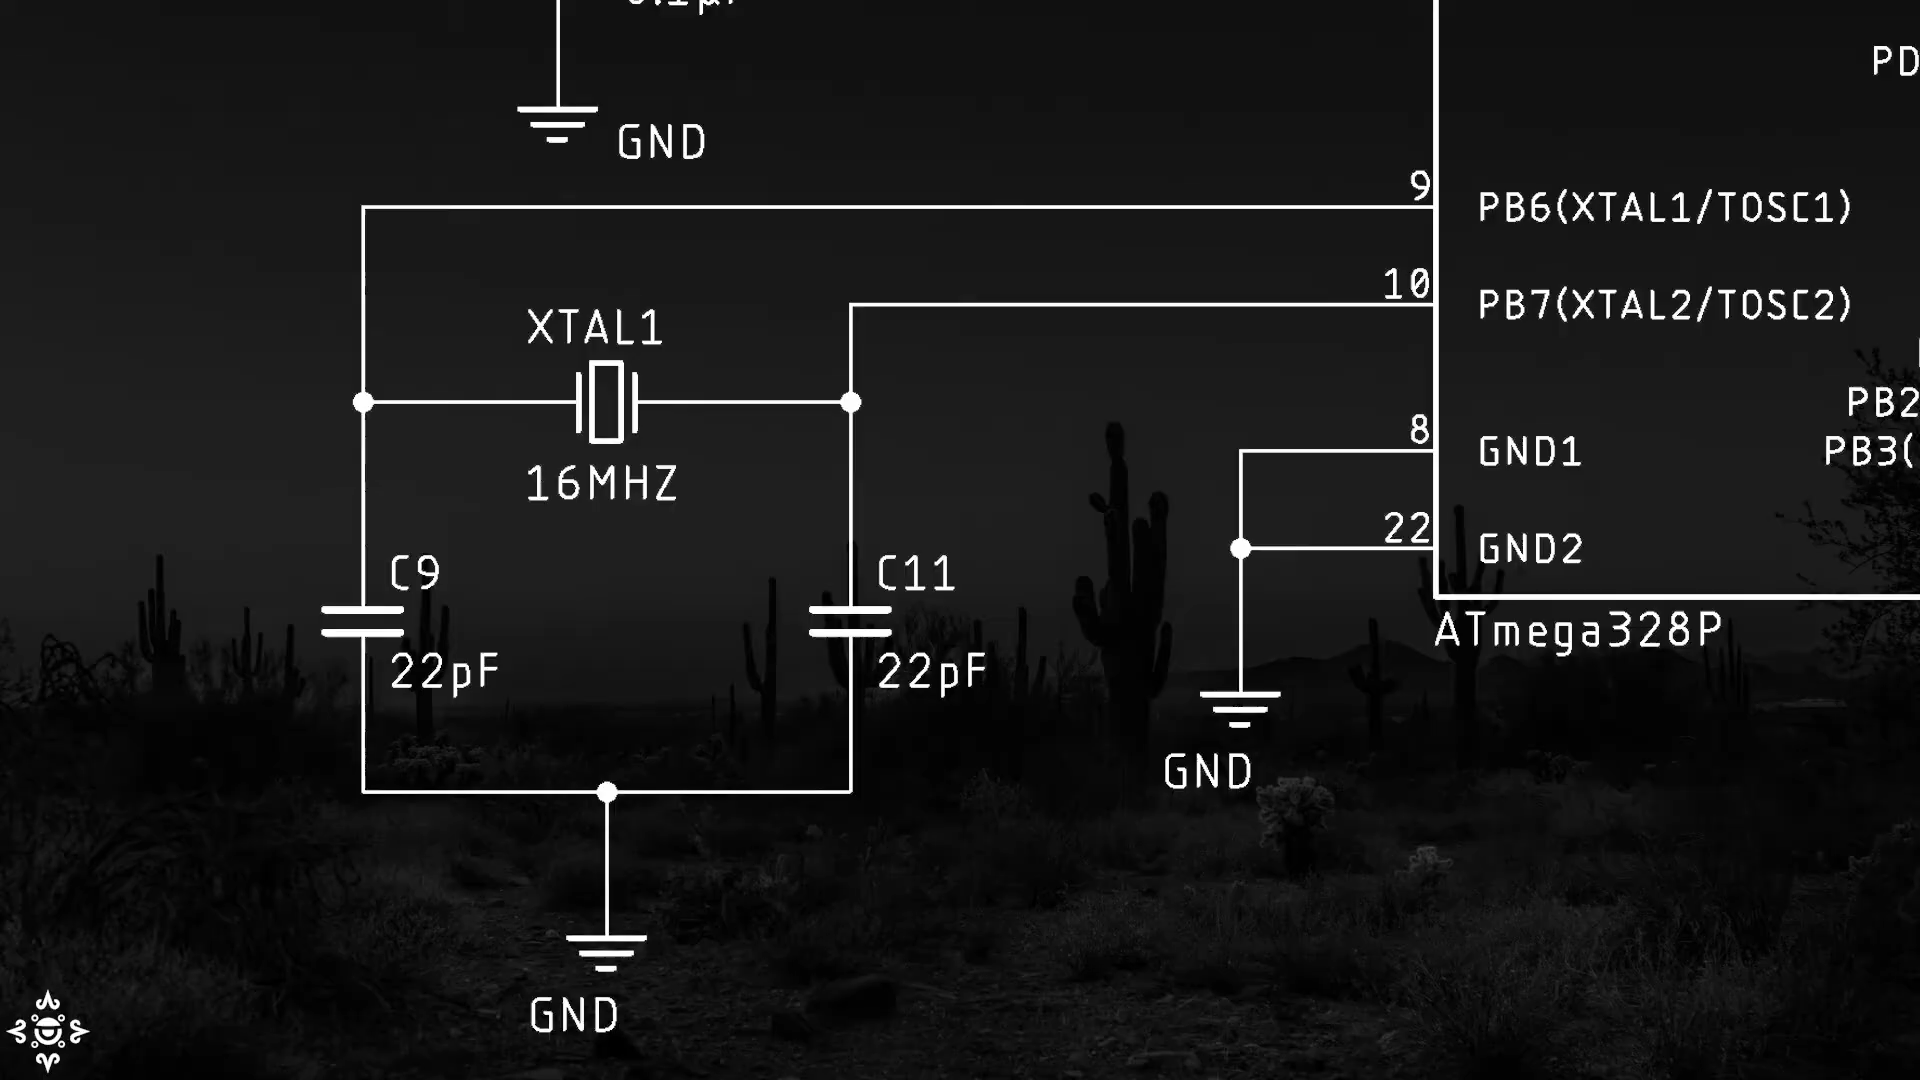 GND
9
PB6(XTAL1/TOSC1)
10
PB7(XTAL2/TOSC2)
XTAL1
16MHZ
8
GND1
PB2
PB3(
22
GND2
C9
22pF
C11
22pF
ATmega328P
GND
GND
PD